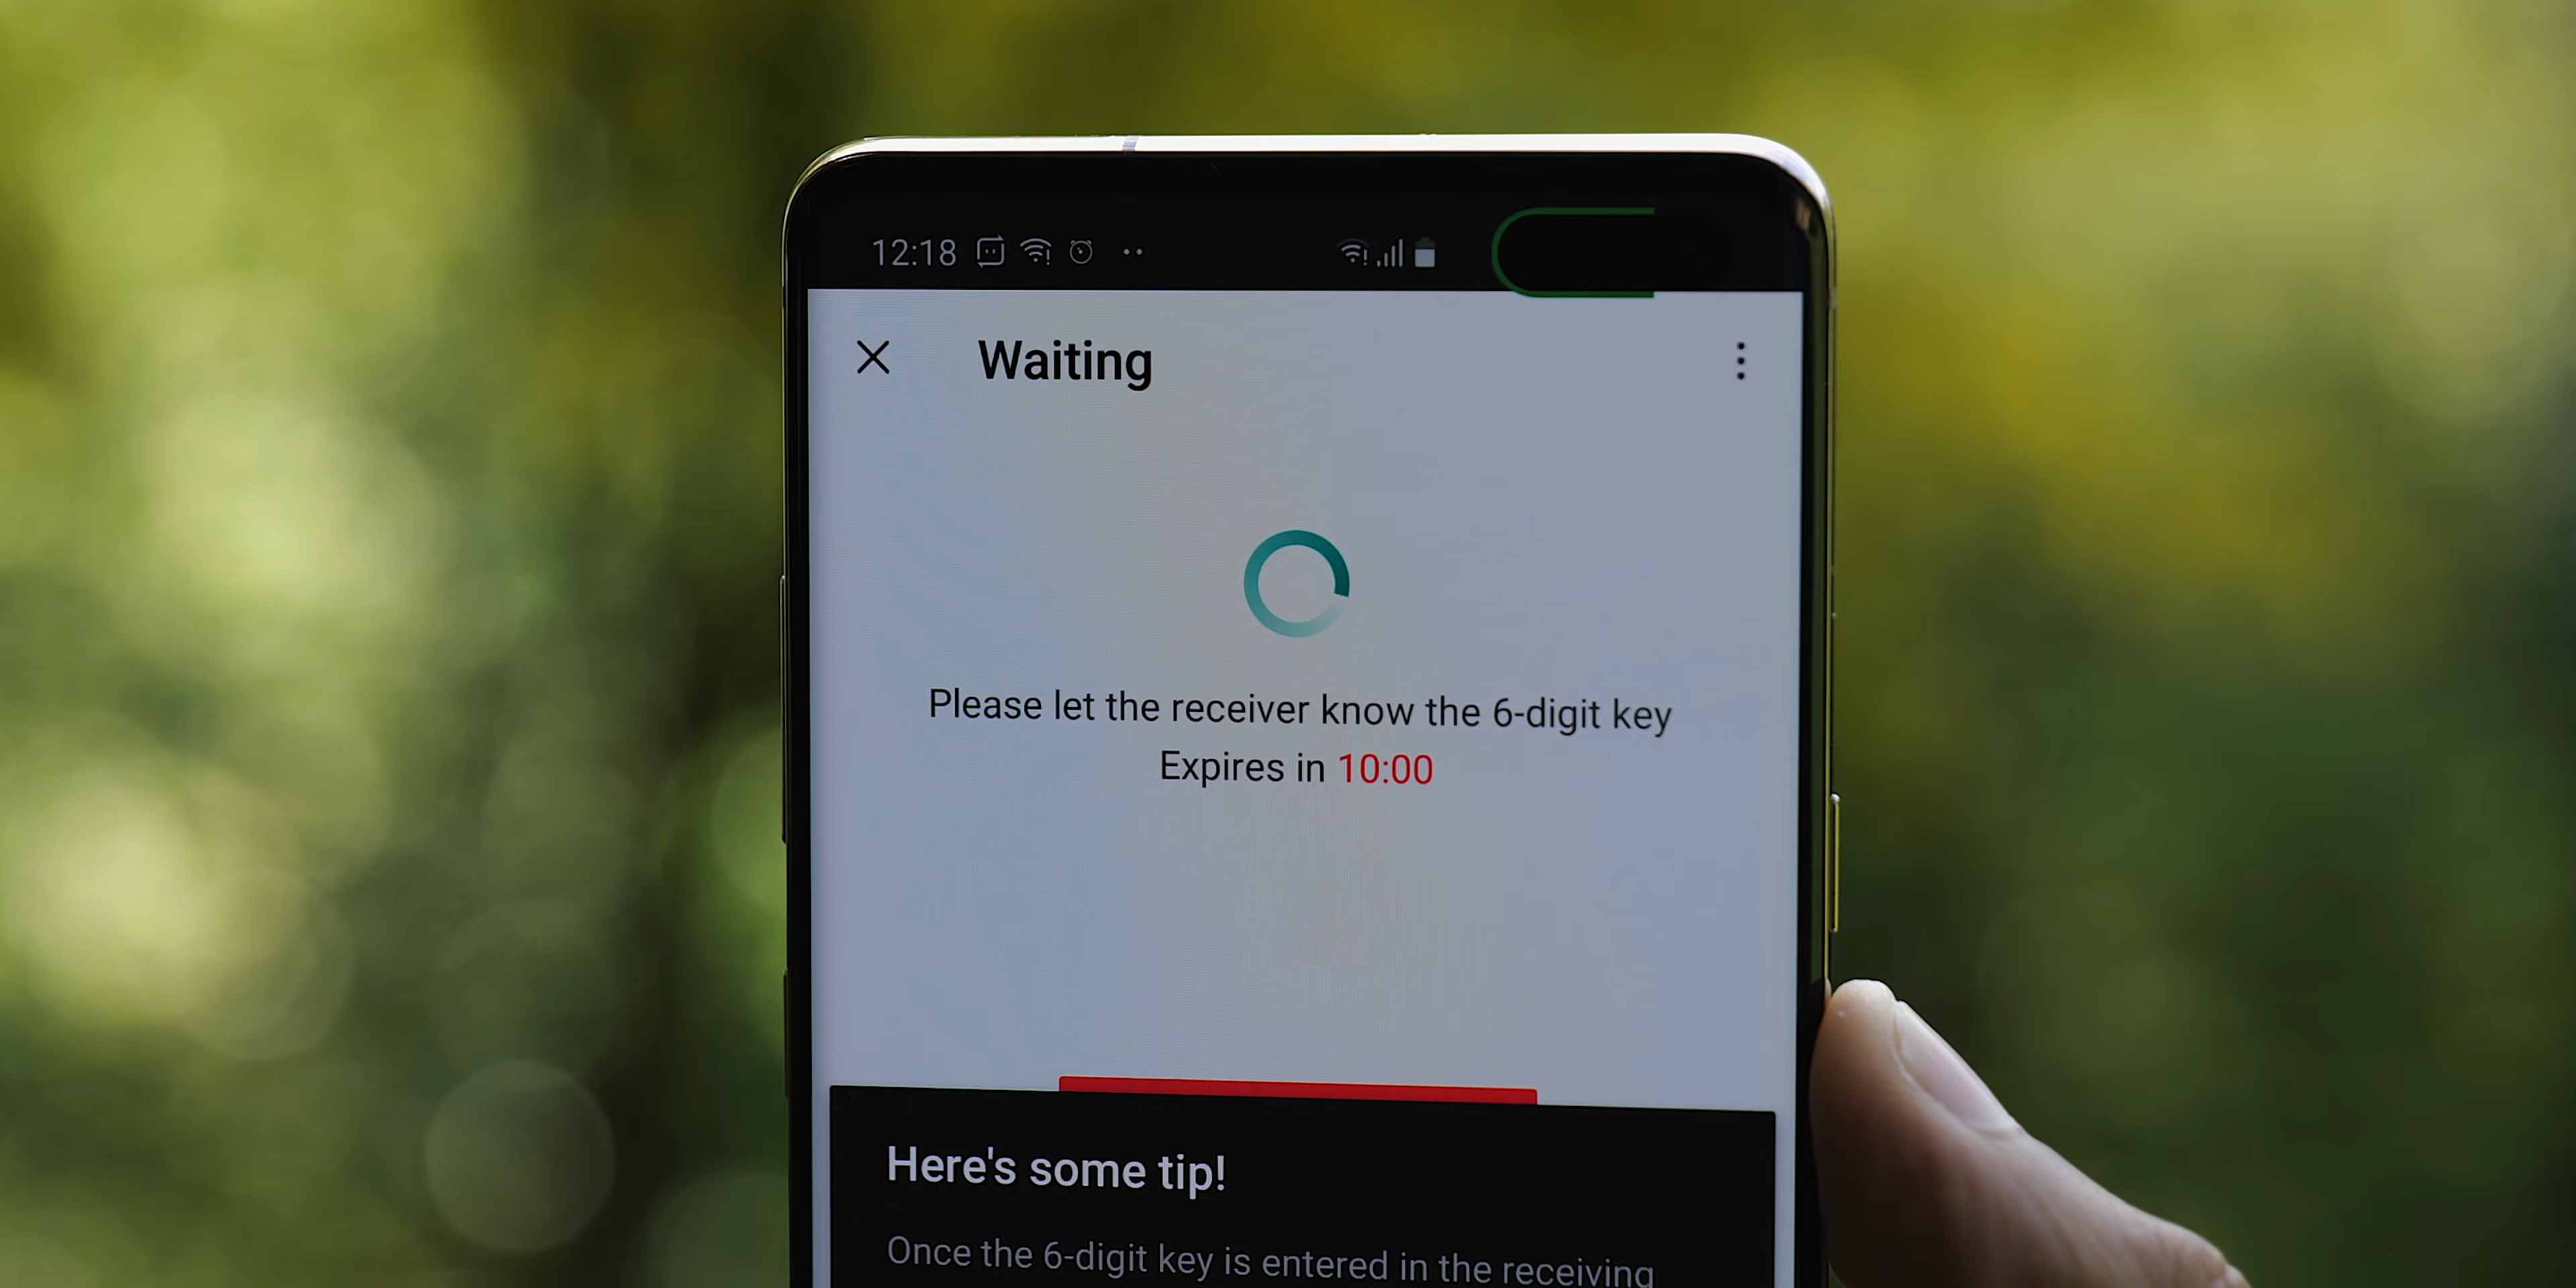 12:18
Waiting
Please let the receiver know the 6-digit key
Expires in 10:00
Here's some tip!
Once the 6-digit key is entered in the receiving